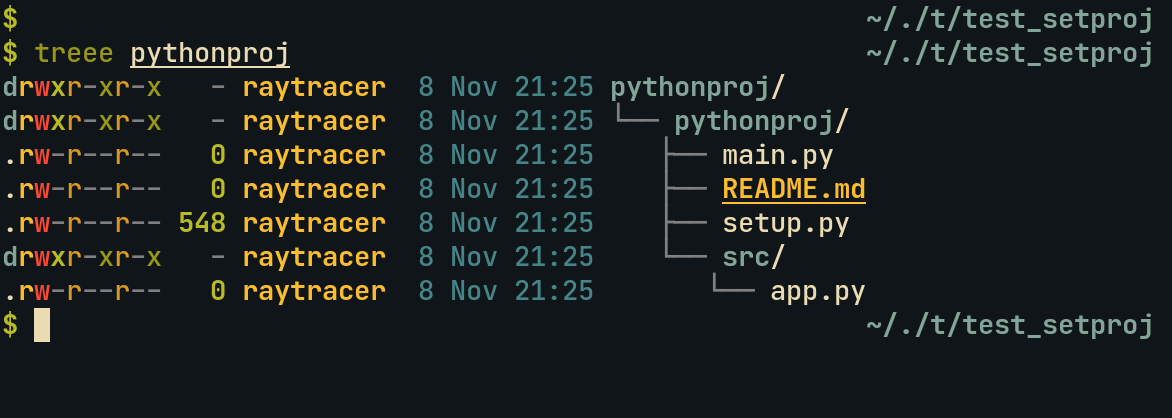 $ ~/./t/test_setproj
$ treee pythonproj ~/./t/test_setproj
drwxr-xr-x   - raytracer  8 Nov 21:25 pythonproj/
drwxr-xr-x   - raytracer  8 Nov 21:25 └── pythonproj/
.rw-r--r--   0 raytracer  8 Nov 21:25    ├── main.py
.rw-r--r--   0 raytracer  8 Nov 21:25    ├── README.md
.rw-r--r-- 548 raytracer  8 Nov 21:25    ├── setup.py
drwxr-xr-x   - raytracer  8 Nov 21:25    └── src/
.rw-r--r--   0 raytracer  8 Nov 21:25       └── app.py
$ ~/./t/test_setproj